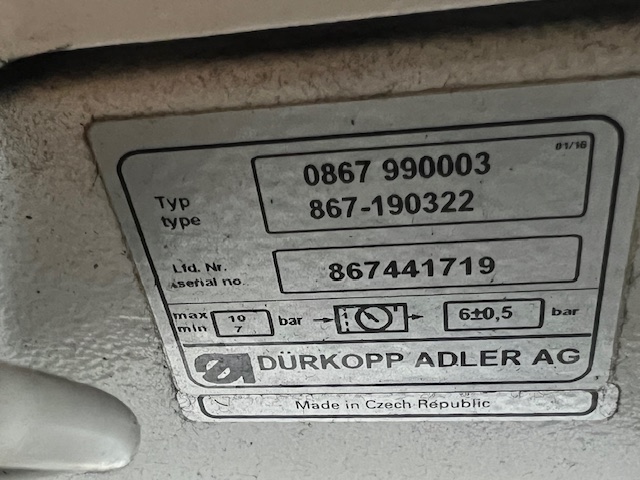 01/16
Typ 0867 990003
type 867-190322
Lfd. Nr.
serial no. 867441719
max 10 bar 6±0,5 bar
min 7
DÜRKOPP ADLER AG
Made in Czech Republic